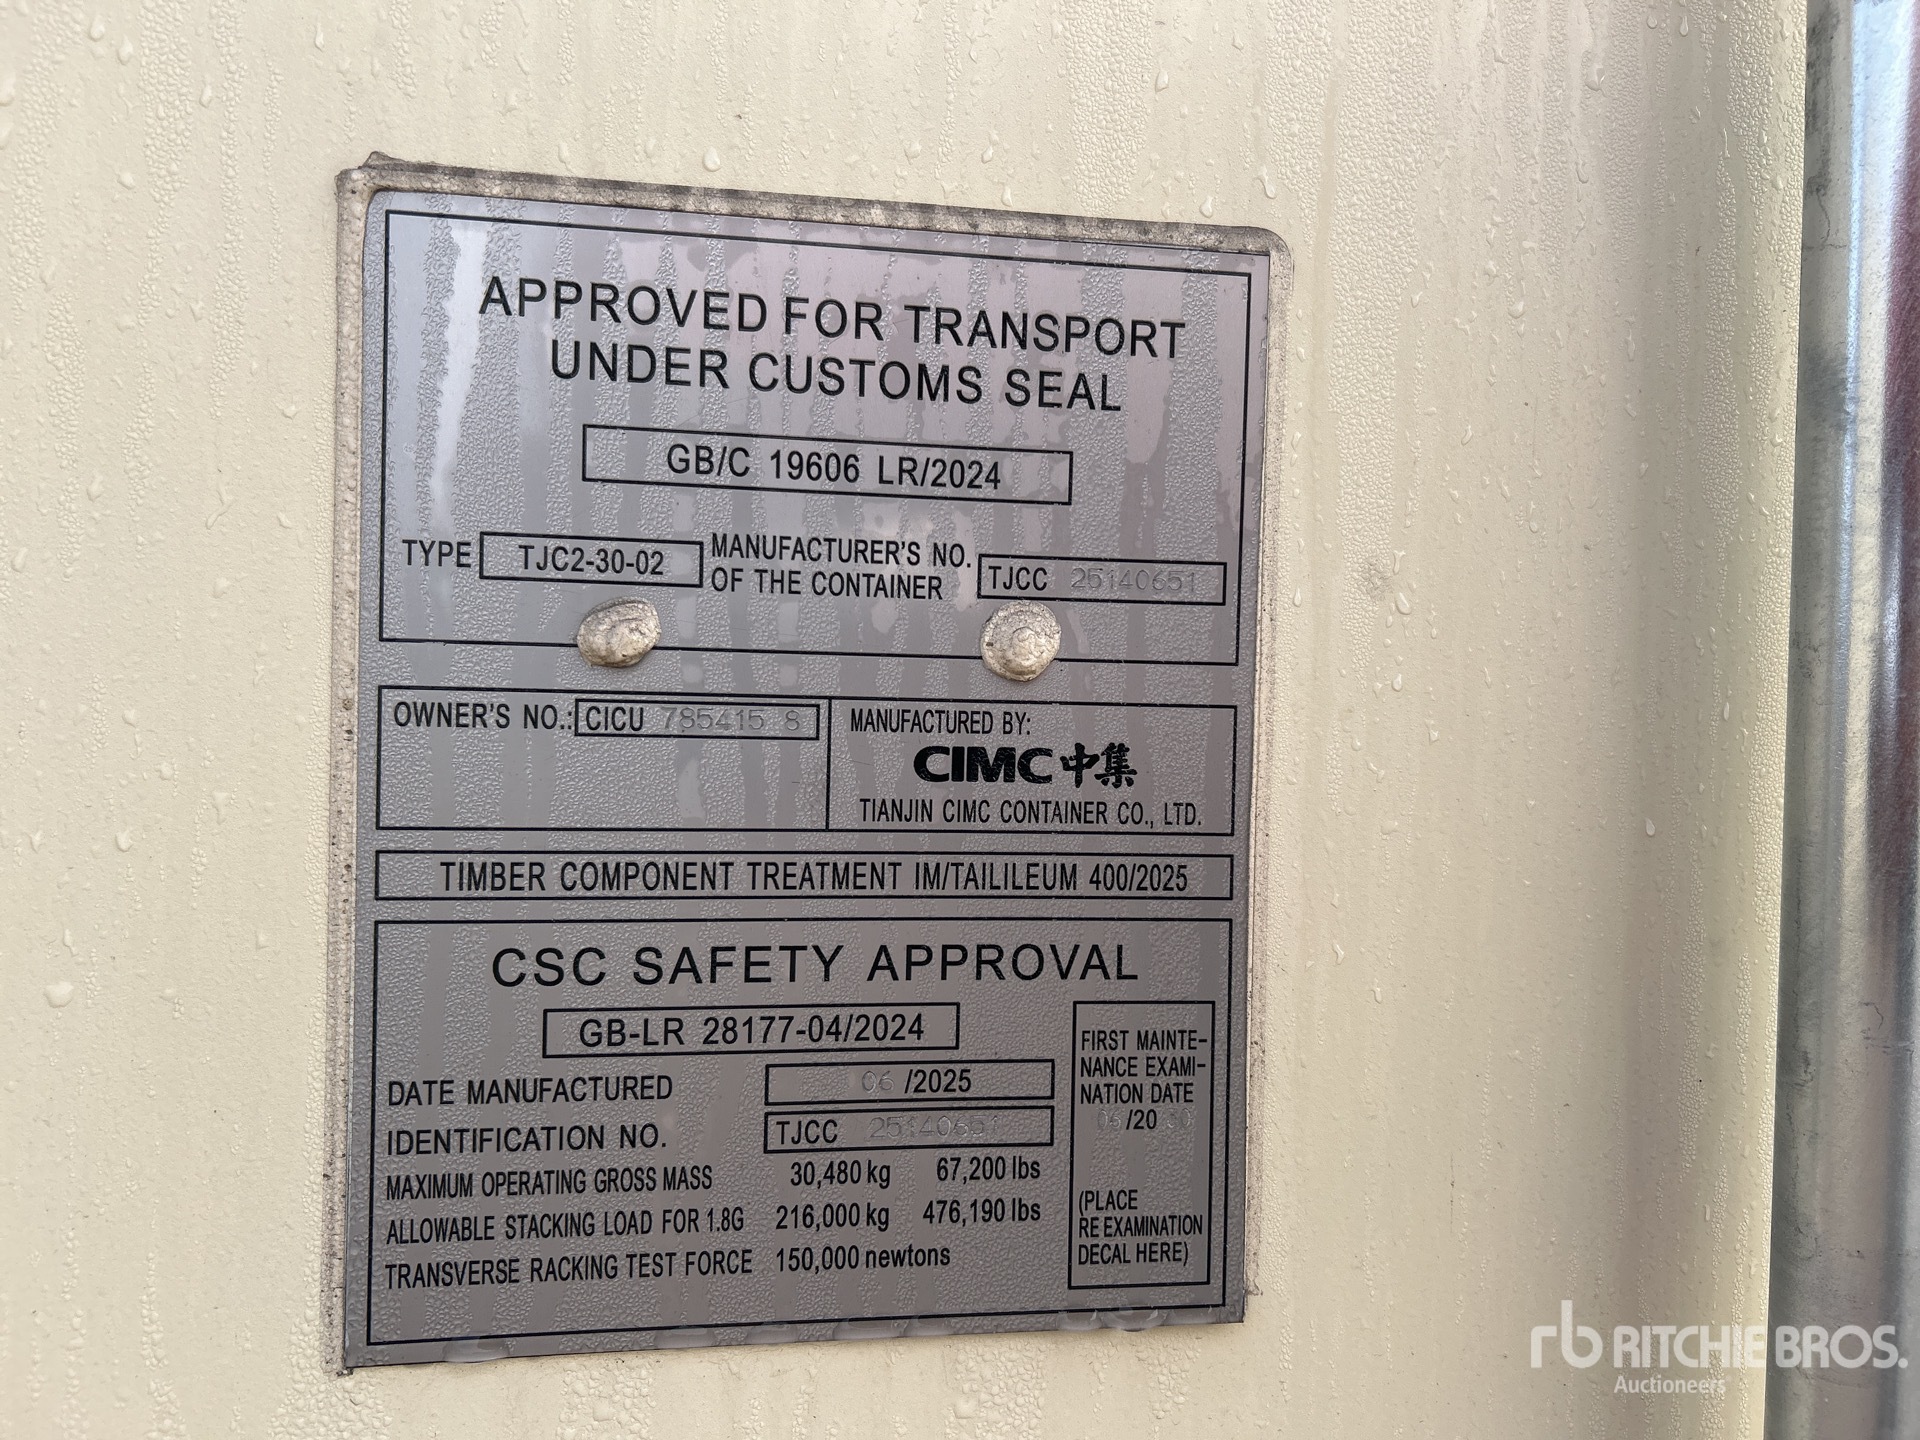 APPROVED FOR TRANSPORT
UNDER CUSTOMS SEAL
GB/C 19606 LR/2024
TYPE TJC2-30-02
MANUFACTURER'S NO.
OF THE CONTAINER
TJCC 25140651
OWNER'S NO.: CICU 785415 8
MANUFACTURED BY:
CIMC 中集
TIANJIN CIMC CONTAINER CO., LTD.
TIMBER COMPONENT TREATMENT IM/TAILILEUM 400/2025
CSC SAFETY APPROVAL
GB-LR 28177-04/2024
DATE MANUFACTURED 06 /2025
IDENTIFICATION NO. TJCC 25140651
MAXIMUM OPERATING GROSS MASS 30,480 kg 67,200 lbs
ALLOWABLE STACKING LOAD FOR 1.8G 216,000 kg 476,190 lbs
TRANSVERSE RACKING TEST FORCE 150,000 newtons
FIRST MAINTE-
NANCE EXAMI-
NATION DATE
06/20 30
(PLACE
RE EXAMINATION
DECAL HERE)
rb RITCHIE BROS.
Auctioneers